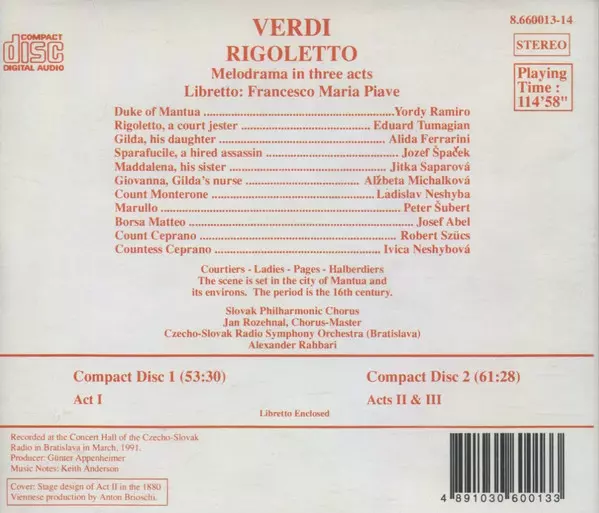 COMPACT
disc
DIGITAL AUDIO
VERDI
RIGOLETTO
Melodrama in three acts
Libretto: Francesco Maria Piave
8.660013-14
STEREO
Playing
Time :
114'58"
Duke of Mantua Yordy Ramiro
Rigoletto, a court jester Eduard Tumagian
Gilda, his daughter Alida Ferrarini
Sparafucile, a hired assassin Jozef Špaček
Maddalena, his sister Jitka Saparová
Giovanna, Gilda's nurse Alžbeta Michalková
Count Monterone Ladislav Neshyba
Marullo Peter Šubert
Borsa Matteo Josef Abel
Count Ceprano Robert Szücs
Countess Ceprano Ivica Neshybová
Courtiers - Ladies - Pages - Halberdiers
The scene is set in the city of Mantua and
its environs. The period is the 16th century.
Slovak Philharmonic Chorus
Jan Rozehnal, Chorus-Master
Czecho-Slovak Radio Symphony Orchestra (Bratislava)
Alexander Rahbari
Compact Disc 1 (53:30)
Act I
Compact Disc 2 (61:28)
Acts II & III
Libretto Enclosed
Recorded at the Concert Hall of the Czecho-Slovak
Radio in Bratislava in March, 1991.
Producer: Günter Appenheimer
Music Notes: Keith Anderson
Cover: Stage design of Act II in the 1880
Viennese production by Anton Brioschi.
4 891030 600133